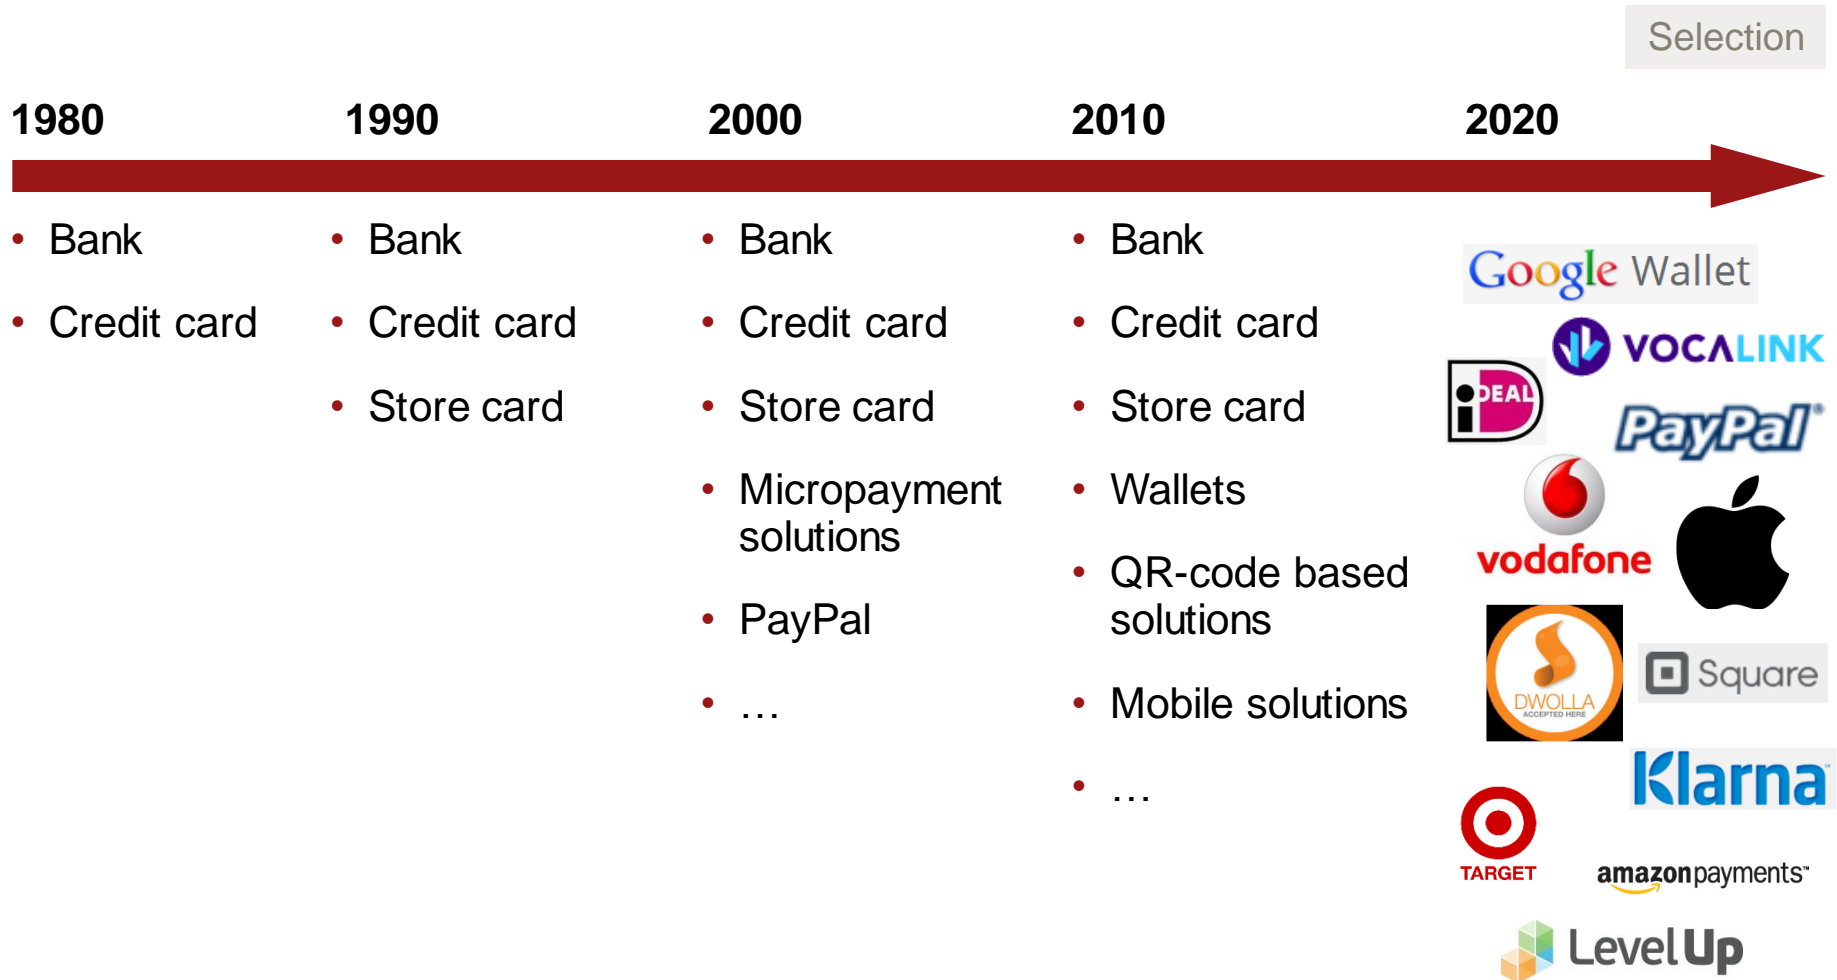 Selection
1980
1990
2000
2010
2020
• Bank
• Credit card
• Bank
• Credit card
• Store card
• Bank
• Credit card
• Store card
• Micropayment
solutions
• PayPal
• …
• Bank
• Credit card
• Store card
• Wallets
• QR-code based
solutions
• Mobile solutions
• …
Google Wallet
VOCALINK
iDEAL
PayPal®
vodafone
DWOLLA
ACCEPTED HERE
Square
Klarna™
TARGET
amazonpayments™
LevelUp